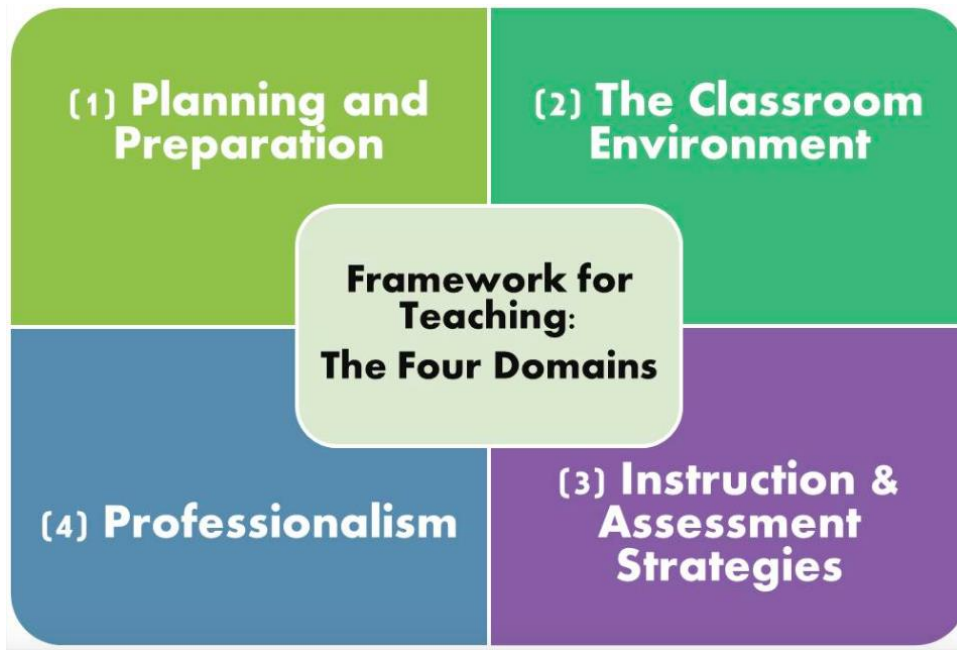 (1) Planning and
Preparation
(2) The Classroom
Environment
Framework for
Teaching:
The Four Domains
(3) Instruction &
Assessment
Strategies
(4) Professionalism